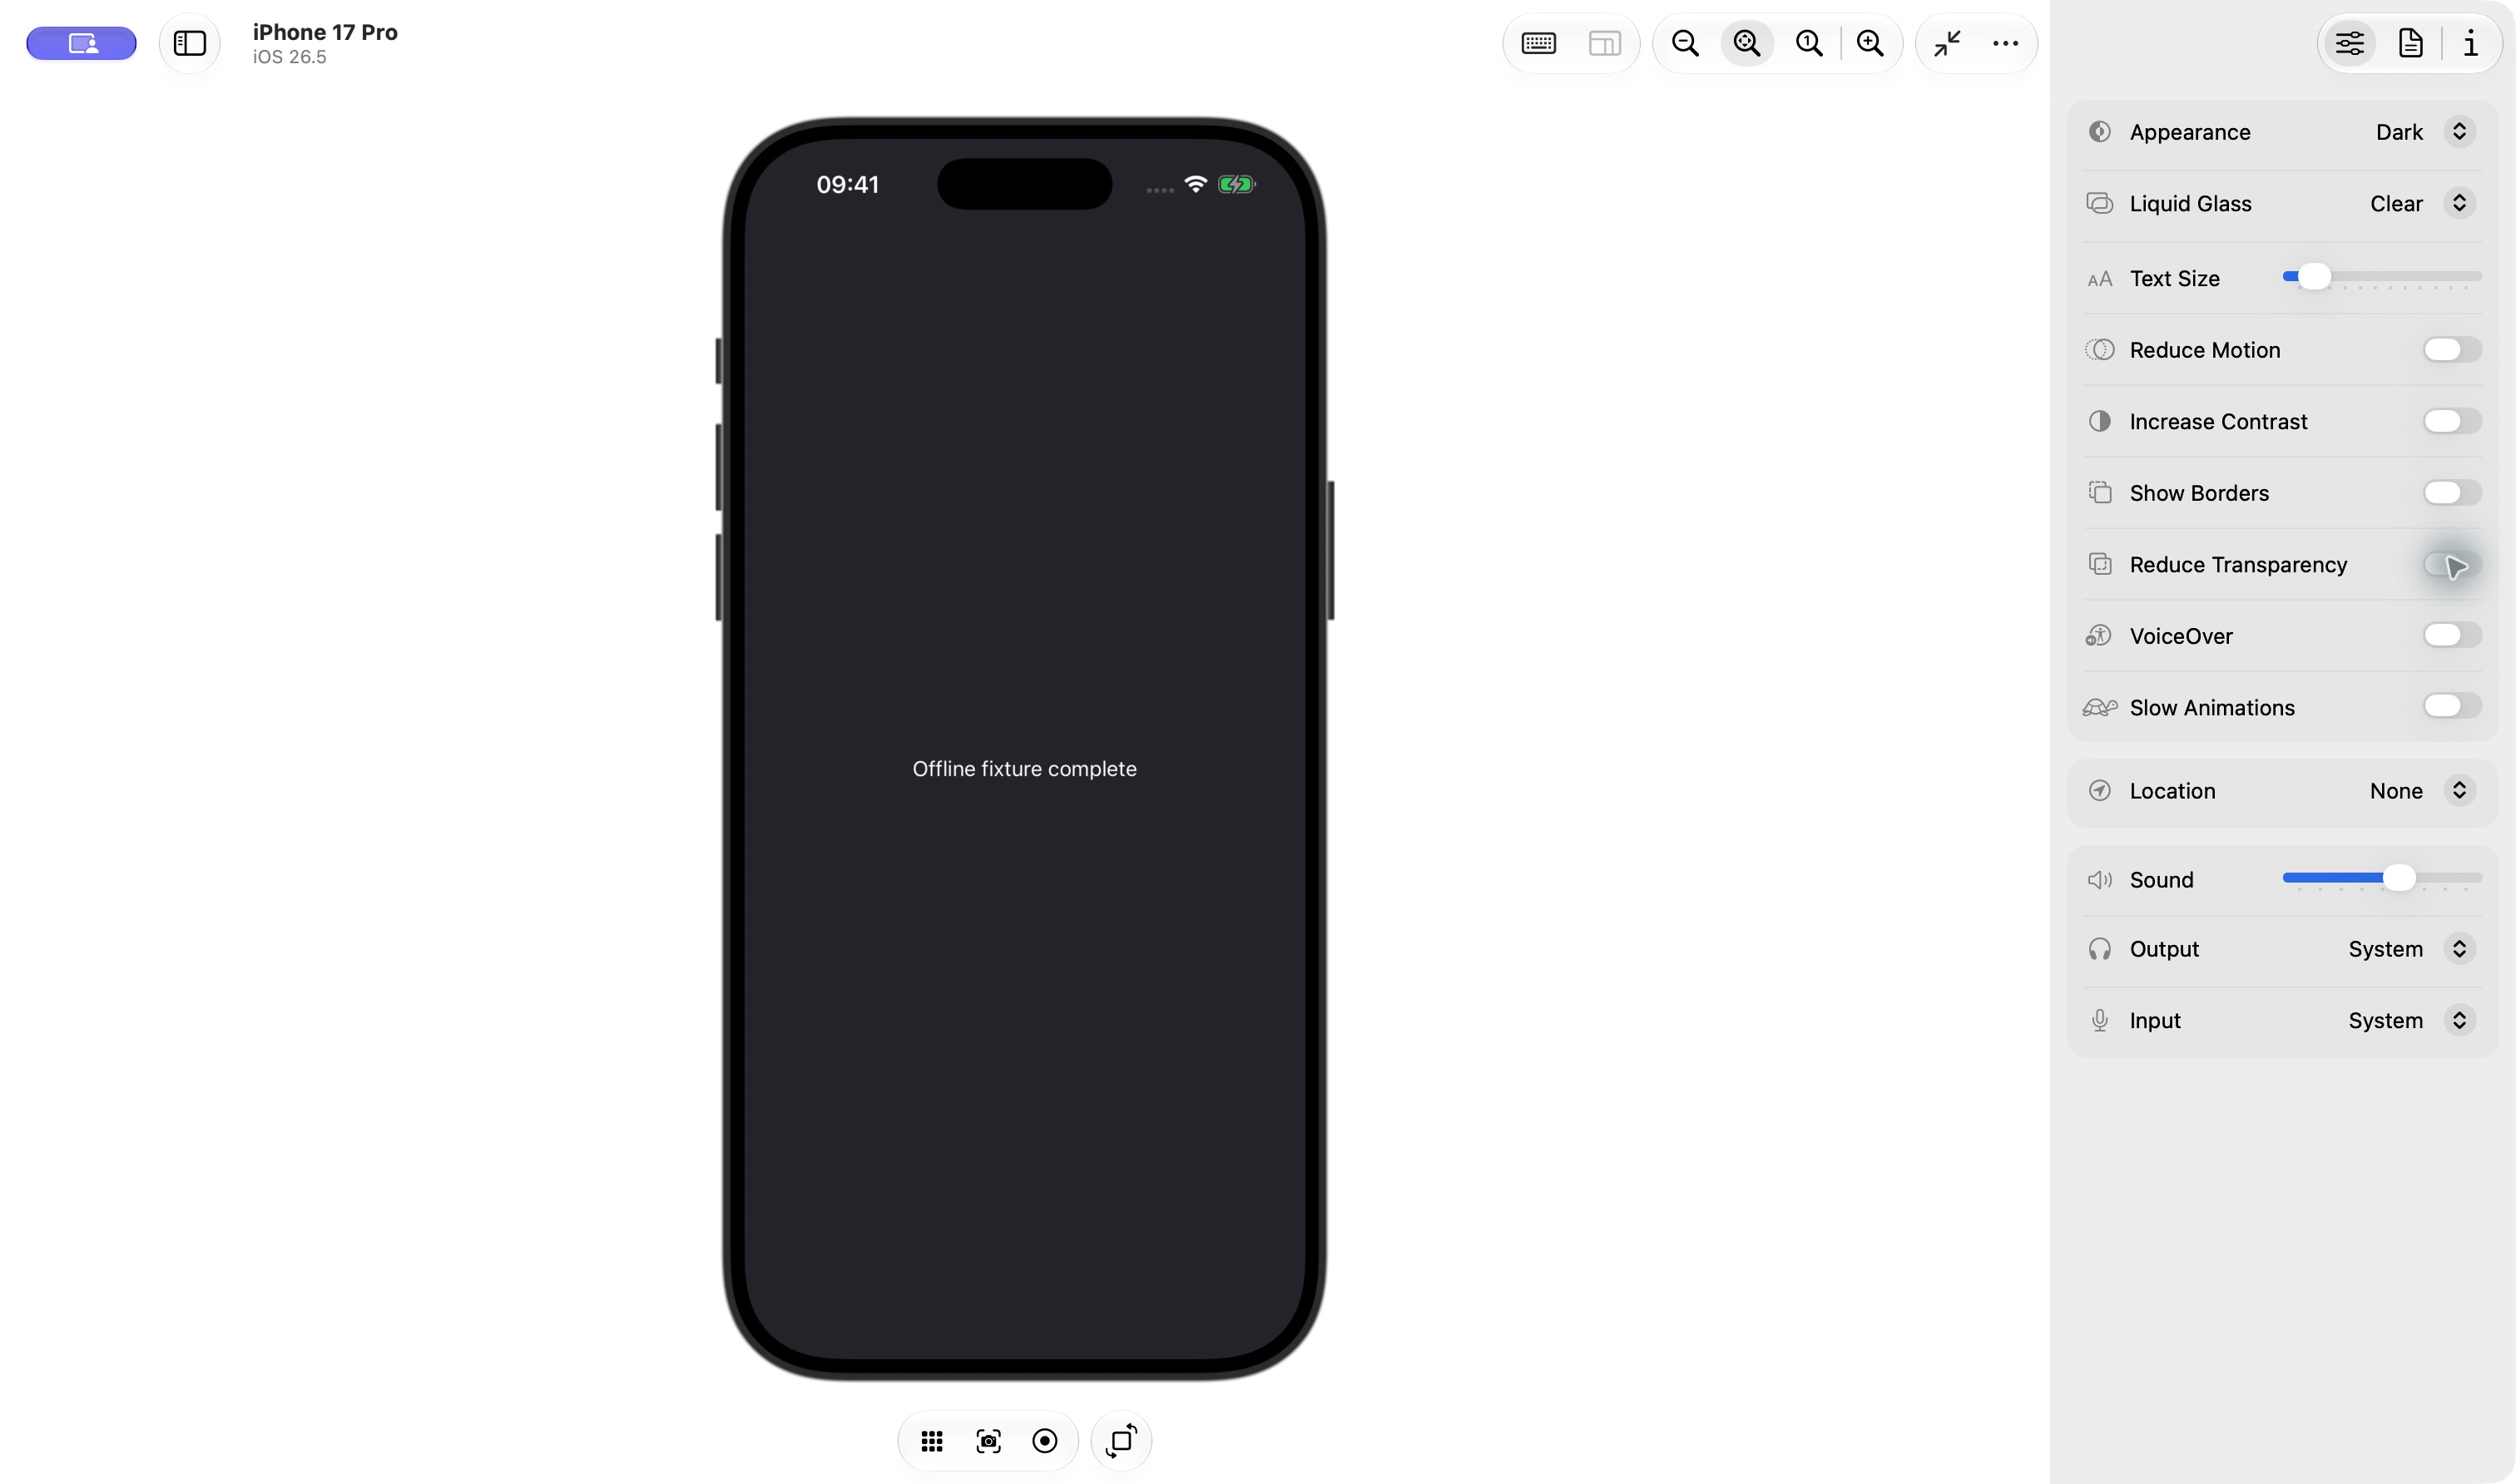 iPhone 17 Pro
iOS 26.5
09:41
Offline fixture complete
Appearance Dark
Liquid Glass Clear
AA Text Size
Reduce Motion
Increase Contrast
Show Borders
Reduce Transparency
VoiceOver
Slow Animations
Location None
Sound
Output System
Input System